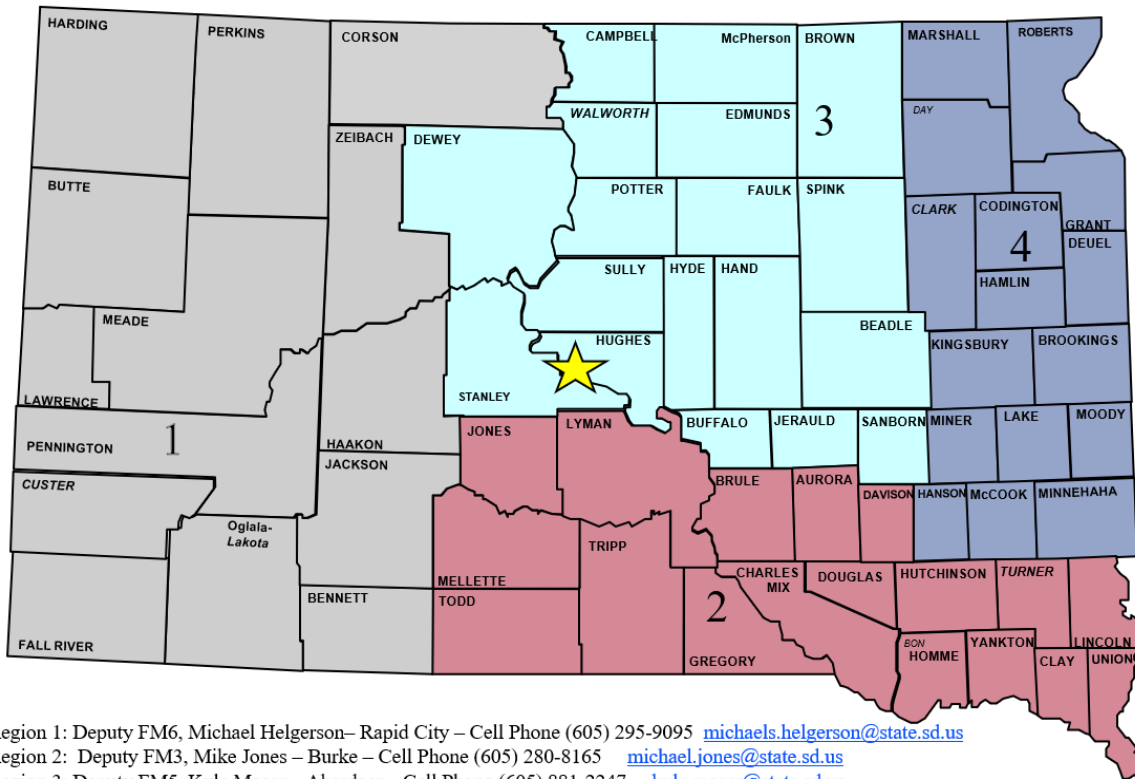 HARDING
PERKINS
CORSON
CAMPBELL
McPherson
BROWN
MARSHALL
ROBERTS
WALWORTH
EDMUNDS
3
DAY
ZEIBACH
DEWEY
BUTTE
POTTER
FAULK
SPINK
CLARK
CODINGTON
GRANT
4
DEUEL
SULLY
HYDE
HAND
HAMLIN
MEADE
BEADLE
HUGHES
KINGSBURY
BROOKINGS
LAWRENCE
STANLEY
PENNINGTON
1
HAAKON
JONES
LYMAN
BUFFALO
JERAULD
SANBORN
MINER
LAKE
MOODY
JACKSON
CUSTER
BRULE
AURORA
DAVISON
HANSON
McCOOK
MINNEHAHA
Oglala-
Lakota
TRIPP
MELLETTE
CHARLES
MIX
DOUGLAS
HUTCHINSON
TURNER
BENNETT
TODD
2
GREGORY
BON
HOMME
YANKTON
CLAY
LINCOLN
UNION
FALL RIVER
egion 1: Deputy FM6, Michael Helgerson– Rapid City – Cell Phone (605) 295-9095 michaels.helgerson@state.sd.us
egion 2: Deputy FM3, Mike Jones – Burke – Cell Phone (605) 280-8165 michael.jones@state.sd.us